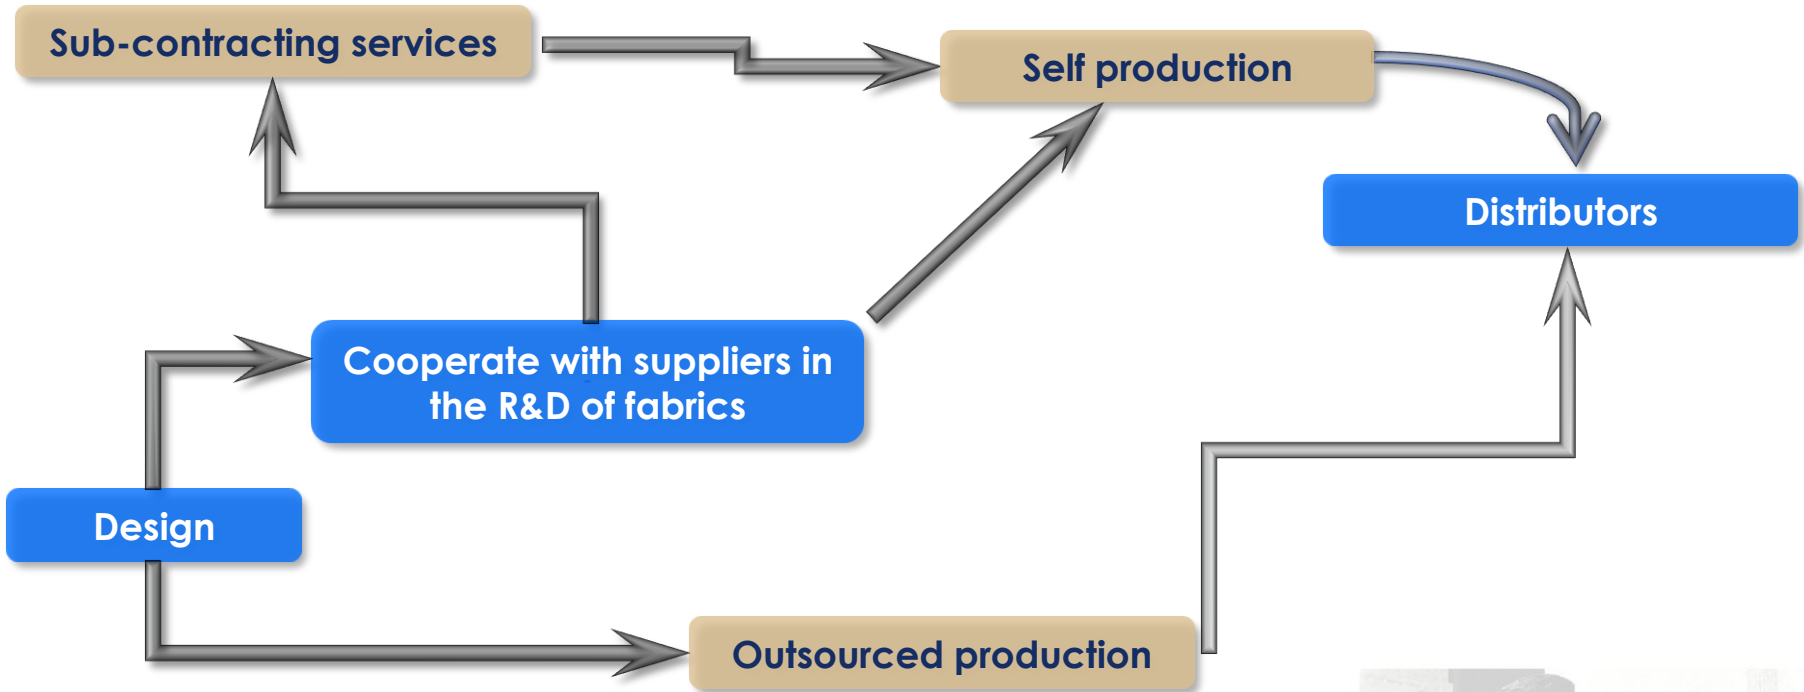 Sub-contracting services
Self production
Distributors
Cooperate with suppliers in
the R&D of fabrics
Design
Outsourced production